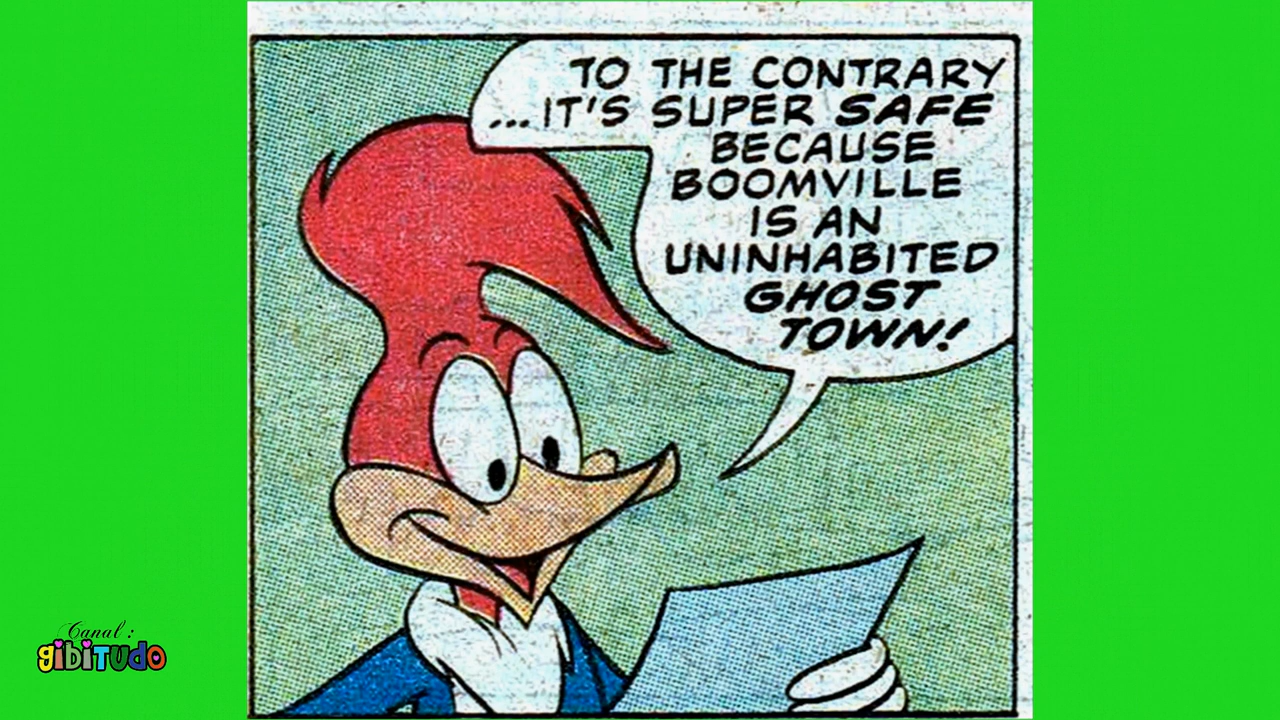 TO THE CONTRARY
...IT'S SUPER SAFE
BECAUSE
BOOMVILLE
IS AN
UNINHABITED
GHOST
TOWN!
Canal :
GIBITUDO